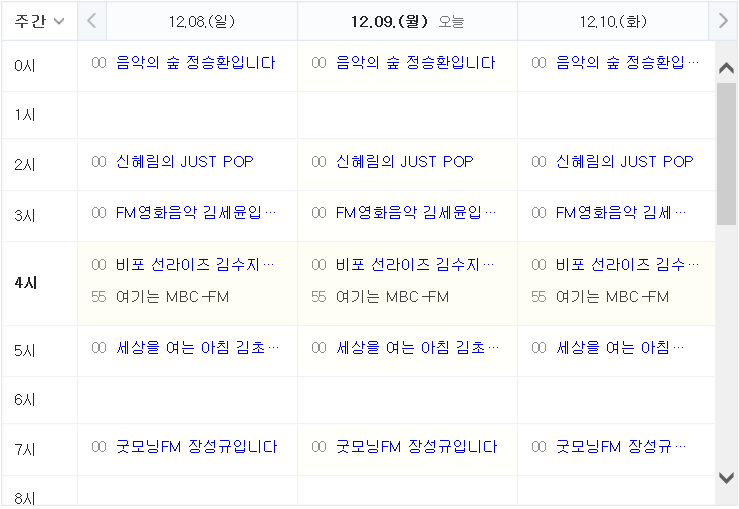 주간 12.08.(일) 12.09.(월) 오늘 12.10.(화)
0시 00 음악의 숲 정승환입니다 00 음악의 숲 정승환입니다 00 음악의 숲 정승환입…
1시
2시 00 신혜림의 JUST POP 00 신혜림의 JUST POP 00 신혜림의 JUST POP
3시 00 FM영화음악 김세윤입… 00 FM영화음악 김세윤입… 00 FM영화음악 김세…
4시 00 비포 선라이즈 김수지… 00 비포 선라이즈 김수지… 00 비포 선라이즈 김수…
55 여기는 MBC-FM 55 여기는 MBC-FM 55 여기는 MBC-FM
5시 00 세상을 여는 아침 김초… 00 세상을 여는 아침 김초… 00 세상을 여는 아침…
6시
7시 00 굿모닝FM 장성규입니다 00 굿모닝FM 장성규입니다 00 굿모닝FM 장성규…
8시